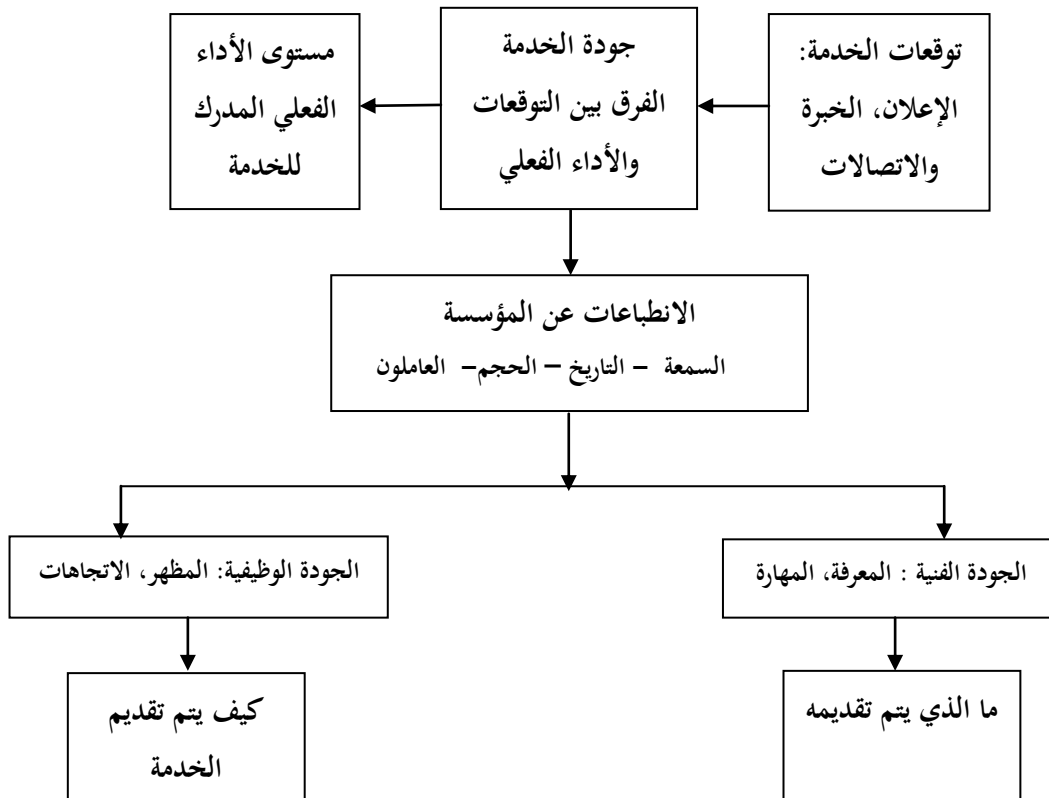 توقعات الخدمة:
الإعلان، الخبرة
والاتصالات
جودة الخدمة
الفرق بين التوقعات
والأداء الفعلي
مستوى الأداء
الفعلي المدرك
للخدمة
الانطباعات عن المؤسسة
السمعة – التاريخ – الحجم– العاملون
الجودة الفنية : المعرفة، المهارة
الجودة الوظيفية: المظهر، الاتجاهات
ما الذي يتم تقديمه
كيف يتم تقديم
الخدمة